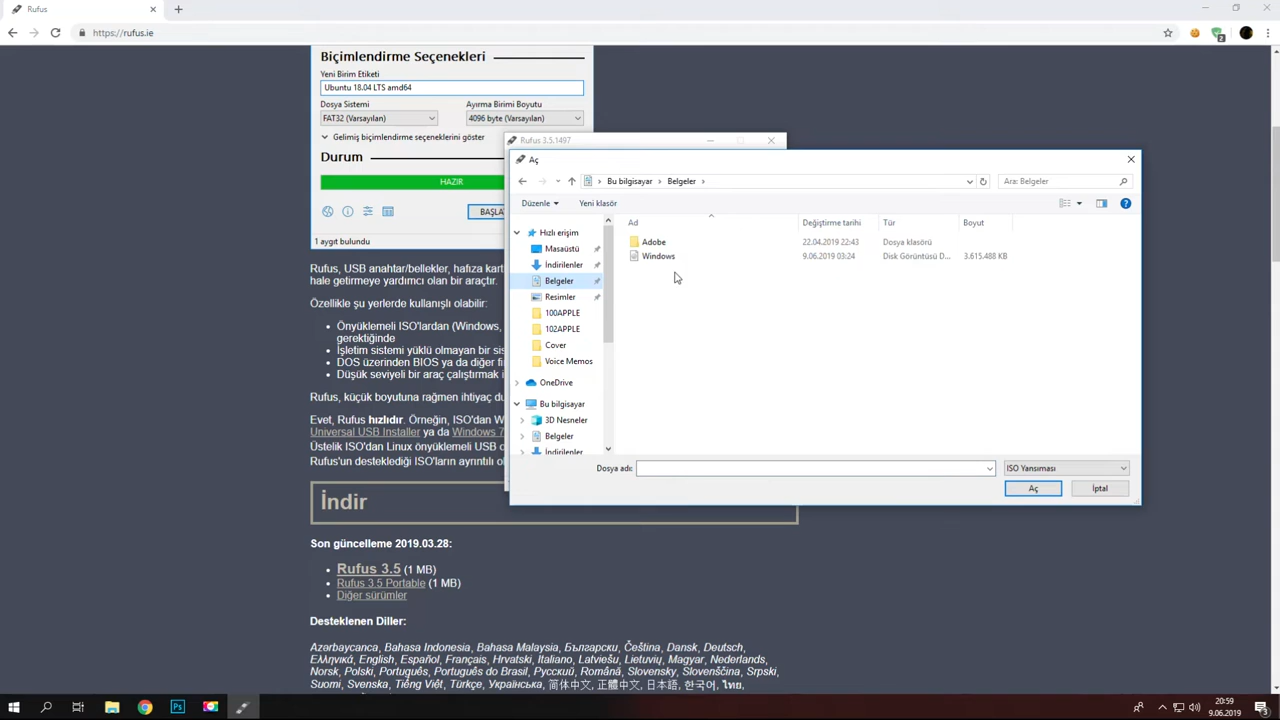 Rufus
https://rufus.ie
2
Biçimlendirme Seçenekleri
Yeni Birim Etiketi
Ubuntu 18.04 LTS amd64
Dosya Sistemi
Ayırma Birimi Boyutu
FAT32 (Varsayılan)
4096 byte (Varsayılan)
Gelişmiş biçimlendirme seçeneklerini göster
Durum
HAZIR
BAŞLA
1 aygıt bulundu
Rufus 3.5.1497
Aç
Bu bilgisayar
Belgeler
Ara: Belgeler
Düzenle
Yeni klasör
Ad
Değiştirme tarihi
Tür
Boyut
Hızlı erişim
Masaüstü
İndirilenler
Belgeler
Resimler
100APPLE
102APPLE
Cover
Voice Memos
OneDrive
Bu bilgisayar
3D Nesneler
Belgeler
İndirilenler
Adobe
22.04.2019 22:43
Dosya klasörü
Windows
9.06.2019 03:24
Disk Görüntüsü D...
3.615.488 KB
Dosya adı:
ISO Yansıması
Aç
İptal
Rufus, USB anahtar/bellekler, hafıza kart
hale getirmeye yardımcı olan bir araçtır.
Özellikle şu yerlerde kullanışlı olabilir:
Önyüklemeli ISO'lardan (Windows,
gerektiğinde
İşletim sistemi yüklü olmayan bir sis
DOS üzerinden BIOS ya da diğer fi
Düşük seviyeli bir araç çalıştırmak i
Rufus, küçük boyutuna rağmen ihtiyaç du
Evet, Rufus hızlıdır. Örneğin, ISO'dan W
Universal USB Installer ya da Windows 7
Üstelik ISO'dan Linux önyüklemeli USB o
Rufus'un desteklediği ISO'ların ayrıntılı o
İndir
Son güncelleme 2019.03.28:
Rufus 3.5 (1 MB)
Rufus 3.5 Portable (1 MB)
Diğer sürümler
Desteklenen Diller:
Azərbaycanca, Bahasa Indonesia, Bahasa Malaysia, Български, Čeština, Dansk, Deutsch,
Ελληνικά, English, Español, Français, Hrvatski, Italiano, Latviešu, Lietuvių, Magyar, Nederlands,
Norsk, Polski, Português, Português do Brasil, Русский, Română, Slovensky, Slovenščina, Srpski,
Suomi, Svenska, Tiếng Việt, Türkçe, Українська, 简体中文, 正體中文, 日本語, 한국어, ไทย,
Ps
20:59
9.06.2019
3